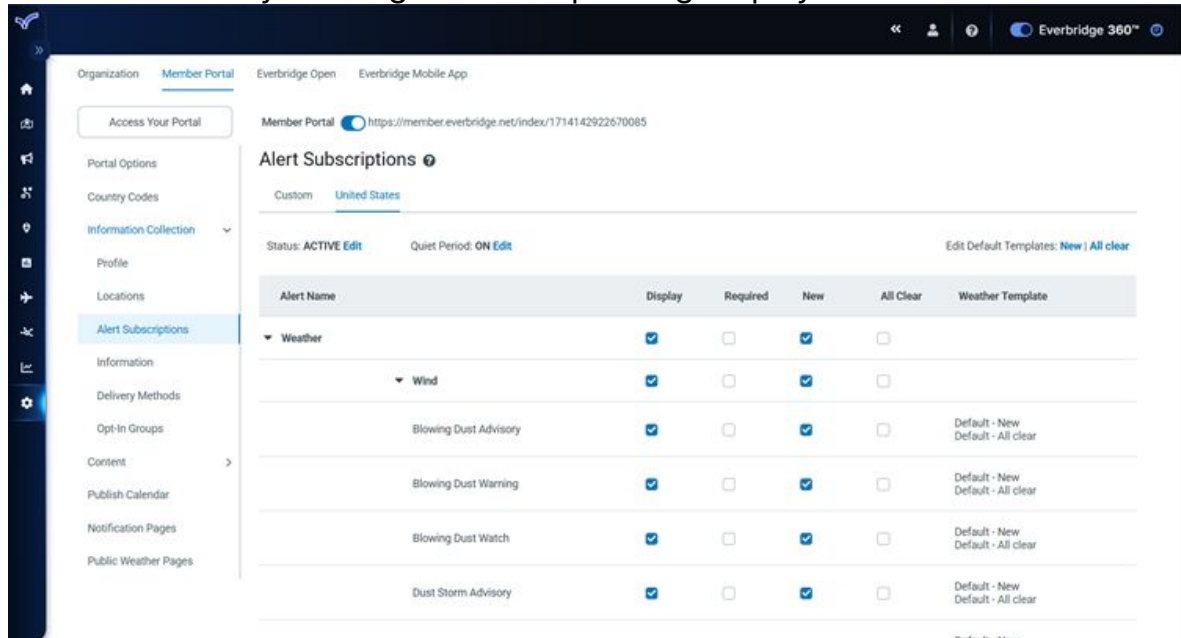 Everbridge 360™
Organization Member Portal Everbridge Open Everbridge Mobile App
Access Your Portal
Member Portal https://member.everbridge.net/index/1714142922670085
Portal Options
Country Codes
Information Collection
Profile
Locations
Alert Subscriptions
Information
Delivery Methods
Opt-In Groups
Content
Publish Calendar
Notification Pages
Public Weather Pages
Alert Subscriptions
Custom United States
Status: ACTIVE Edit Quiet Period: ON Edit Edit Default Templates: New | All clear
Alert Name Display Required New All Clear Weather Template
Weather
Wind
Blowing Dust Advisory Default - New
Default - All clear
Blowing Dust Warning Default - New
Default - All clear
Blowing Dust Watch Default - New
Default - All clear
Dust Storm Advisory Default - New
Default - All clear